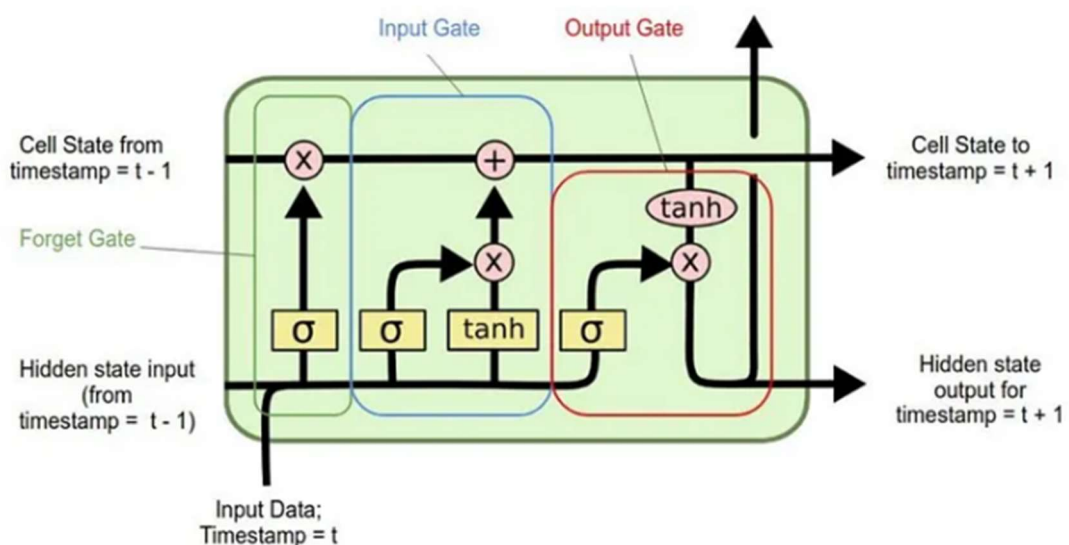 Input Gate
Output Gate
Cell State from
timestamp = t - 1
Cell State to
timestamp = t + 1
Forget Gate
x
+
tanh
x
x
σ
σ
tanh
σ
Hidden state input
(from
timestamp = t - 1)
Hidden state
output for
timestamp = t + 1
Input Data;
Timestamp = t